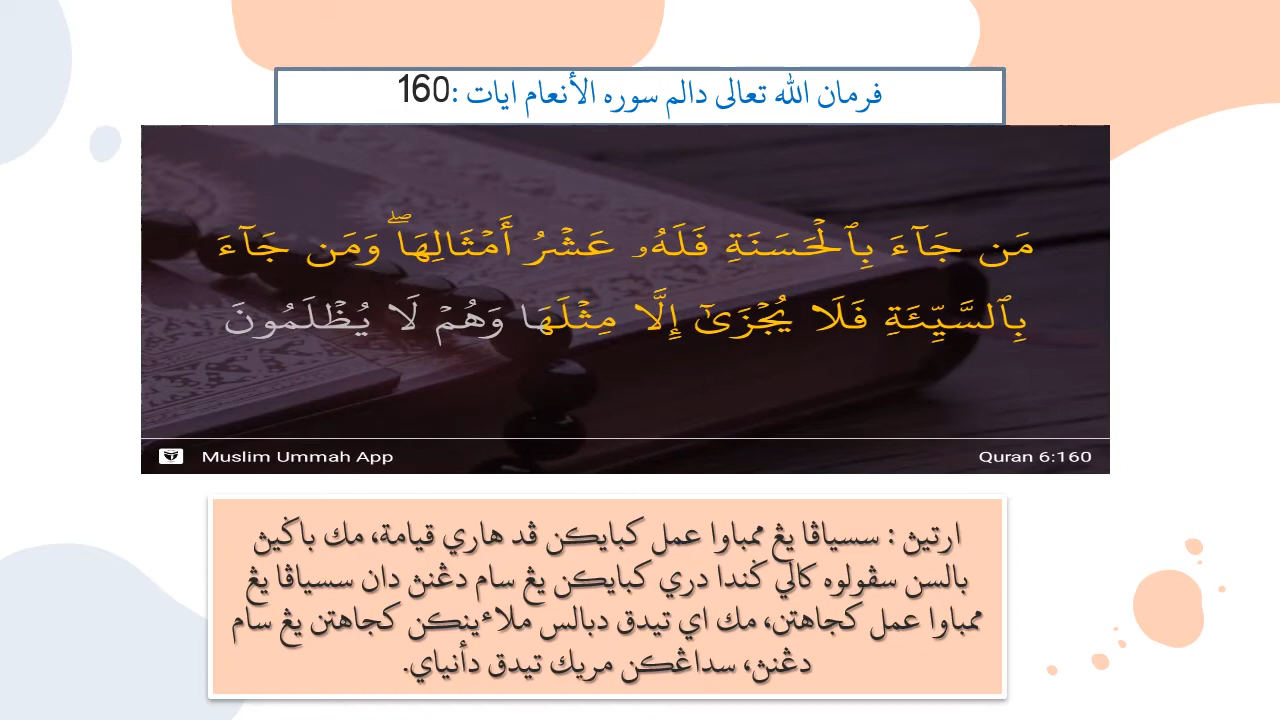 فرمان الله تعالى دالم سوره الأنعام ايات :160
مَن جَآءَ بِٱلۡحَسَنَةِ فَلَهُۥ عَشۡرُ أَمۡثَالِهَاۖ وَمَن جَآءَ
بِٱلسَّيِّئَةِ فَلَا يُجۡزَىٰٓ إِلَّا مِثۡلَهَا وَهُمۡ لَا يُظۡلَمُونَ
Muslim Ummah App
Quran 6:160
ارتيڽ : سسياڤا يڠ ممباوا عمل كبايكن ڤد هاري قيامة، مك باݢيڽ
بالسن سڤولوه كالي ݢندا دري كبايكن يڠ سام دڠنڽ دان سسياڤا يڠ
ممباوا عمل كجاهتن، مك اي تيدق دبالس ملاءينكن كجاهتن يڠ سام
دڠنڽ، سداڠكن مريك تيدق دأنياي.